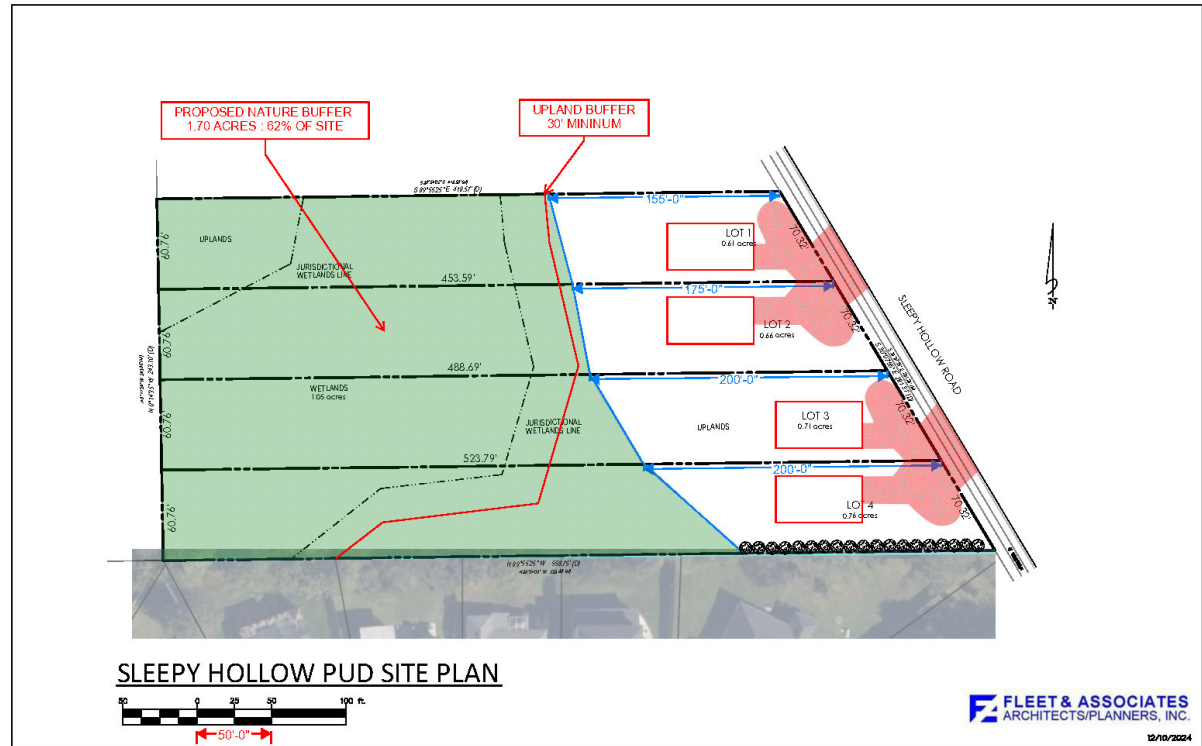 PROPOSED NATURE BUFFER
1.70 ACRES : 62% OF SITE
UPLAND BUFFER
30' MININUM
S 89°55'25" E 418.51' (D)
155'-0"
60.76'
UPLANDS
LOT 1
0.61 acres
70.32'
JURISDICTIONAL
WETLANDS LINE
453.59'
175'-0"
60.76'
LOT 2
0.66 acres
70.32'
SLEEPY HOLLOW ROAD
488.69'
200'-0"
WETLANDS
1.05 acres
60.76'
JURISDICTIONAL
WETLANDS LINE
UPLANDS
LOT 3
0.71 acres
70.32'
523.79'
200'-0"
60.76'
LOT 4
0.76 acres
70.32'
SLEEPY HOLLOW PUD SITE PLAN
50 0 25 50 100 ft.
50'-0"
FLEET & ASSOCIATES
ARCHITECTS/PLANNERS, INC.
12/10/2024